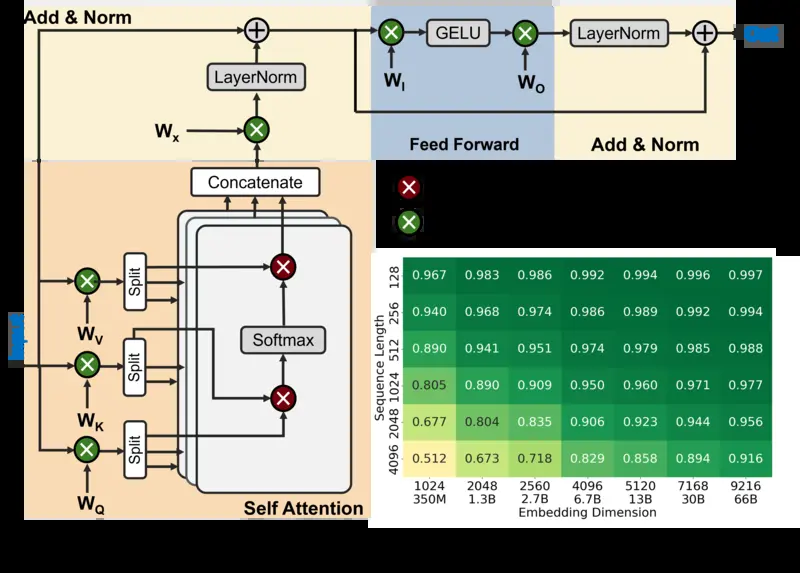 Add & Norm
LayerNorm
Wₓ
GELU
W_I
W_O
Feed Forward
LayerNorm
Out
Add & Norm
Concatenate
Split
W_V
Split
W_K
Split
W_Q
Softmax
Self Attention
Sequence Length
128 0.967 0.983 0.986 0.992 0.994 0.996 0.997
256 0.940 0.968 0.974 0.986 0.989 0.992 0.994
512 0.890 0.941 0.951 0.974 0.979 0.985 0.988
1024 0.805 0.890 0.909 0.950 0.960 0.971 0.977
2048 0.677 0.804 0.835 0.906 0.923 0.944 0.956
4096 0.512 0.673 0.718 0.829 0.858 0.894 0.916
1024 2048 2560 4096 5120 7168 9216
350M 1.3B 2.7B 6.7B 13B 30B 66B
Embedding Dimension